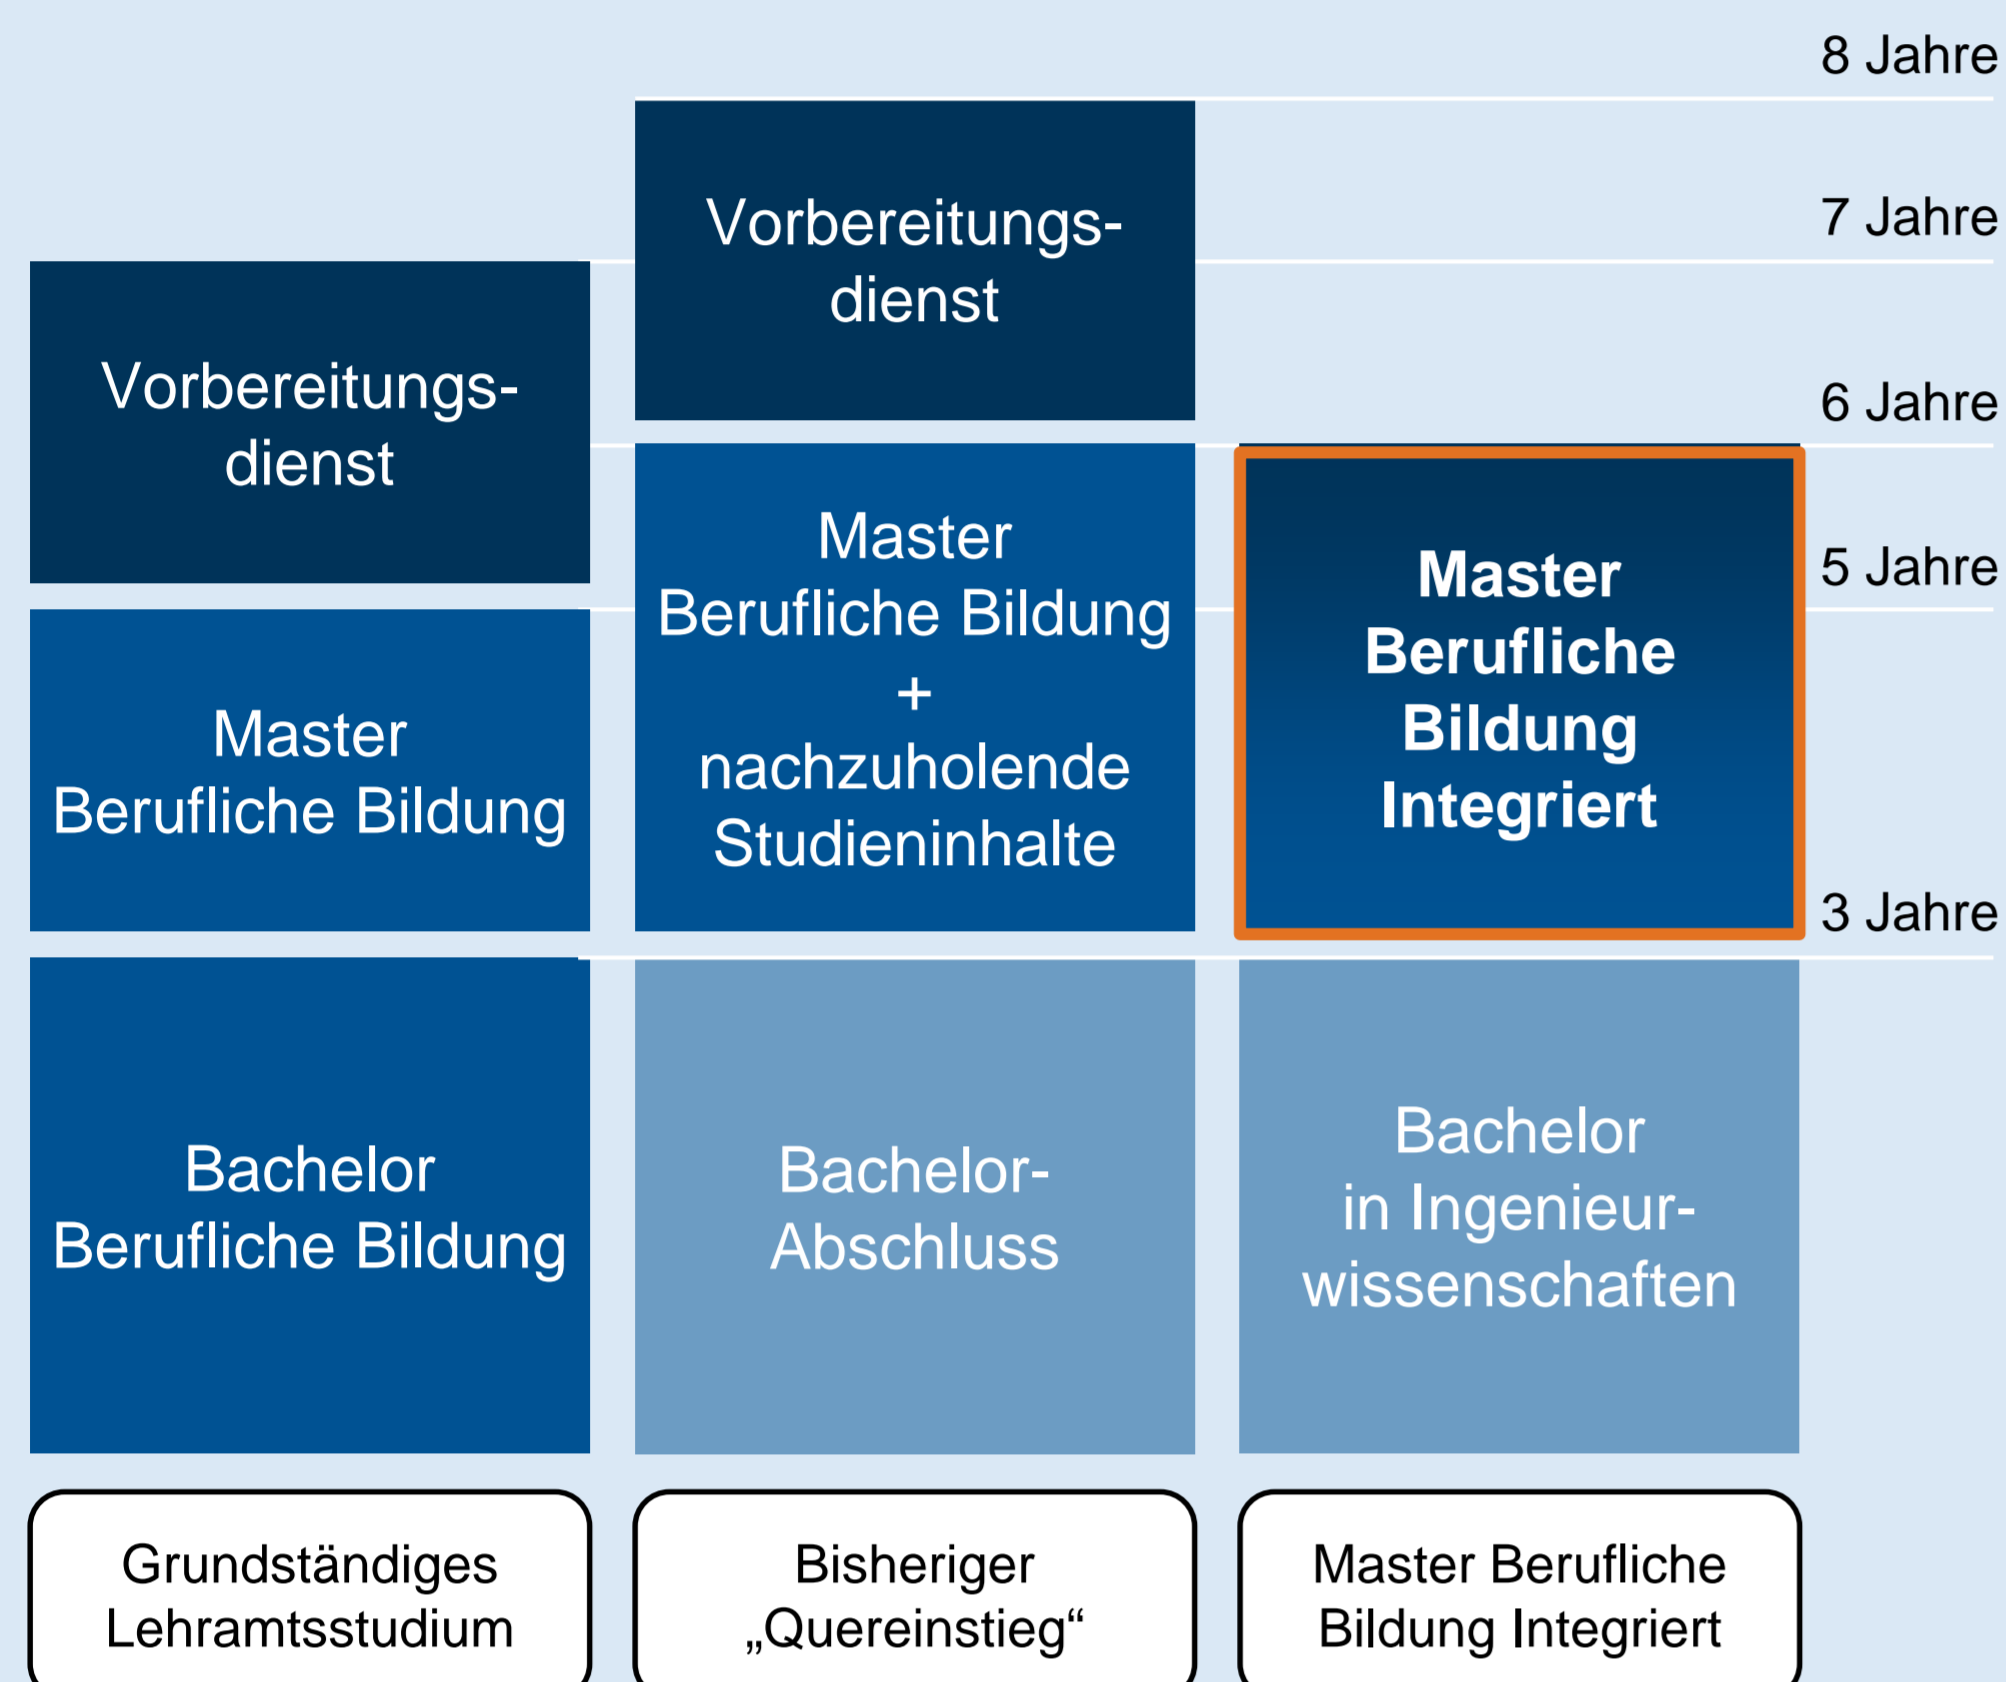 8 Jahre
7 Jahre
6 Jahre
5 Jahre
3 Jahre
Vorbereitungs-
dienst
Master
Berufliche Bildung
Bachelor
Berufliche Bildung
Grundständiges
Lehramtsstudium
Vorbereitungs-
dienst
Master
Berufliche Bildung
+
nachzuholende
Studieninhalte
Bachelor-
Abschluss
Bisheriger
„Quereinstieg“
Master
Berufliche
Bildung
Integriert
Bachelor
in Ingenieur-
wissenschaften
Master Berufliche
Bildung Integriert